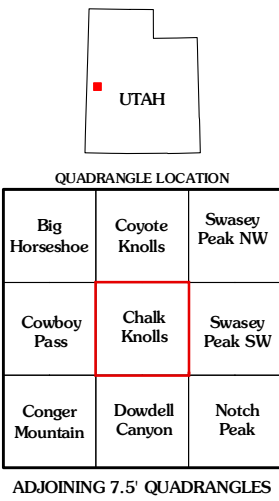 UTAH
QUADRANGLE LOCATION
Big
Horseshoe
Coyote
Knolls
Swasey
Peak NW
Cowboy
Pass
Chalk
Knolls
Swasey
Peak SW
Conger
Mountain
Dowdell
Canyon
Notch
Peak
ADJOINING 7.5' QUADRANGLES